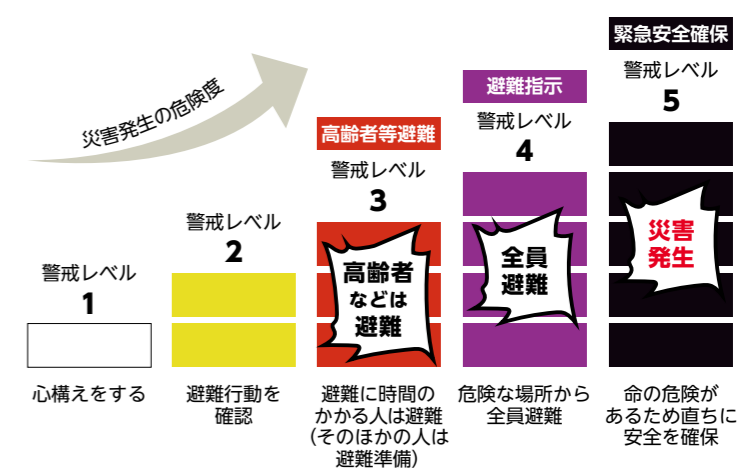 災害発生の危険度
警戒レベル
1
心構えをする
警戒レベル
2
避難行動を
確認
高齢者等避難
警戒レベル
3
高齢者
などは
避難
避難に時間の
かかる人は避難
(そのほかの人は
避難準備)
避難指示
警戒レベル
4
全員
避難
危険な場所から
全員避難
緊急安全確保
警戒レベル
5
災害
発生
命の危険が
あるため直ちに
安全を確保